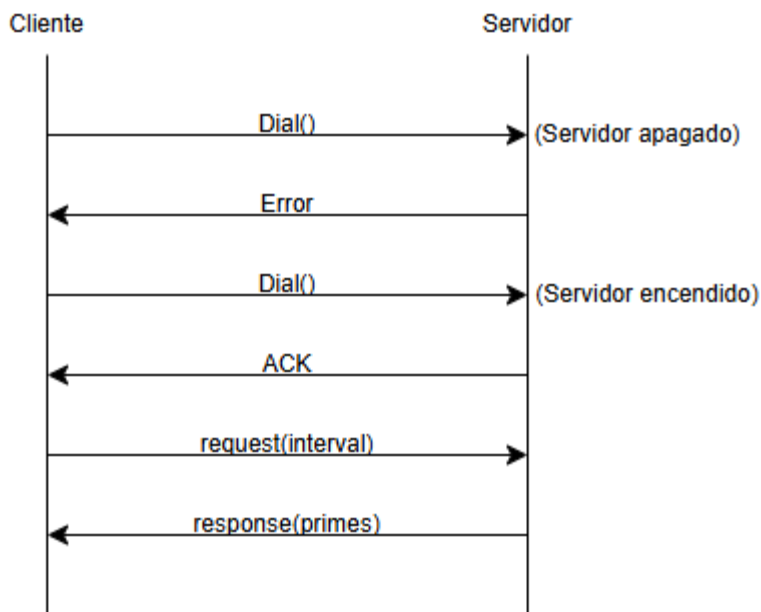 Cliente
Servidor
Dial()
(Servidor apagado)
Error
Dial()
(Servidor encendido)
ACK
request(interval)
response(primes)